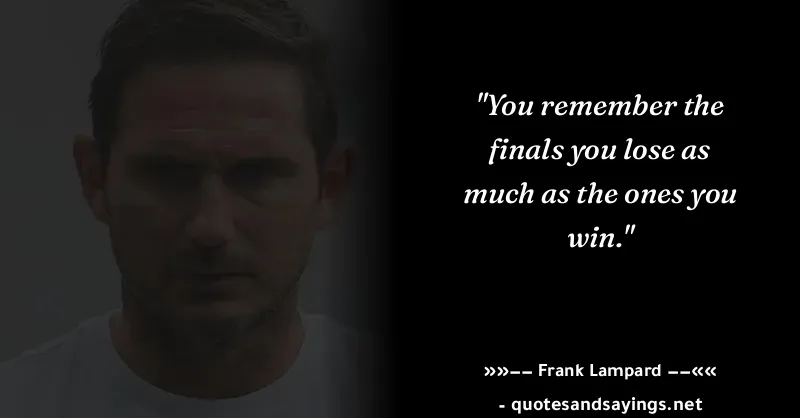 "You remember the
finals you lose as
much as the ones you
win."
»»-- Frank Lampard --««
- quotesandsayings.net